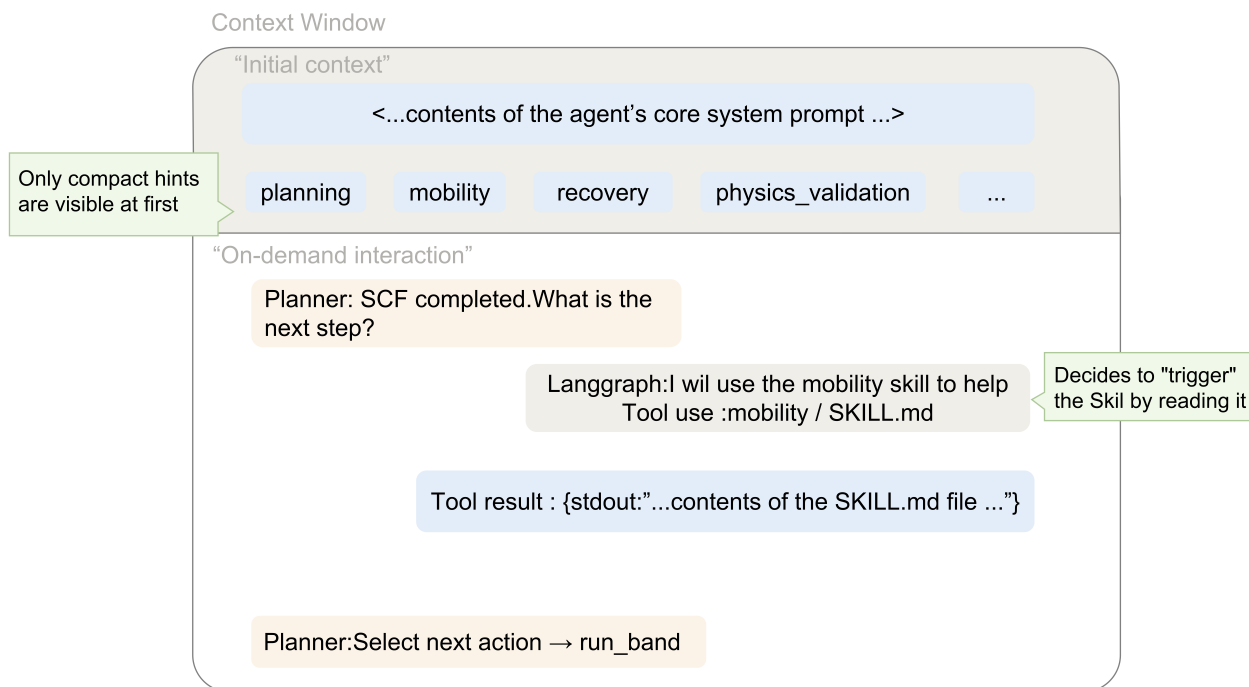 Context Window
“Initial context”
<...contents of the agent’s core system prompt ...>
Only compact hints
are visible at first
planning
mobility
recovery
physics_validation
...
“On-demand interaction”
Planner: SCF completed.What is the
next step?
Langgraph:I wil use the mobility skill to help
Tool use :mobility / SKILL.md
Decides to "trigger"
the Skil by reading it
Tool result : {stdout:”...contents of the SKILL.md file ...”}
Planner:Select next action → run_band